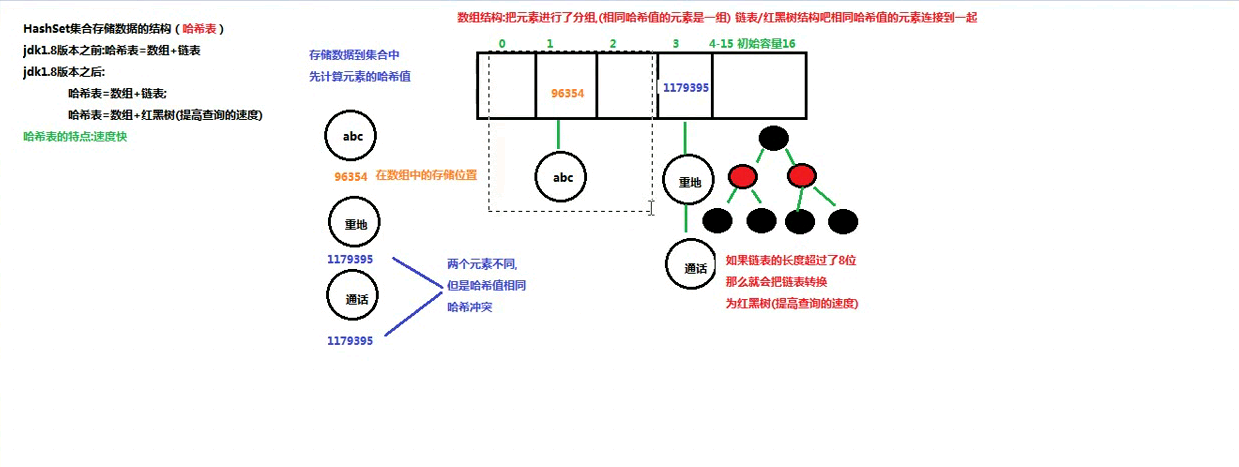 数组结构:把元素进行了分组,(相同哈希值的元素是一组) 链表/红黑树结构吧相同哈希值的元素连接到一起
HashSet集合存储数据的结构（哈希表）
jdk1.8版本之前:哈希表=数组+链表
jdk1.8版本之后:
哈希表=数组+链表;
哈希表=数组+红黑树(提高查询的速度)
哈希表的特点:速度快
存储数据到集合中
先计算元素的哈希值
abc
96354 在数组中的存储位置
重地
1179395
通话
1179395
两个元素不同,
但是哈希值相同
哈希冲突
0 1 2 3 4-15 初始容量16
96354 1179395
abc
重地
通话
如果链表的长度超过了8位
那么就会把链表转换
为红黑树(提高查询的速度)